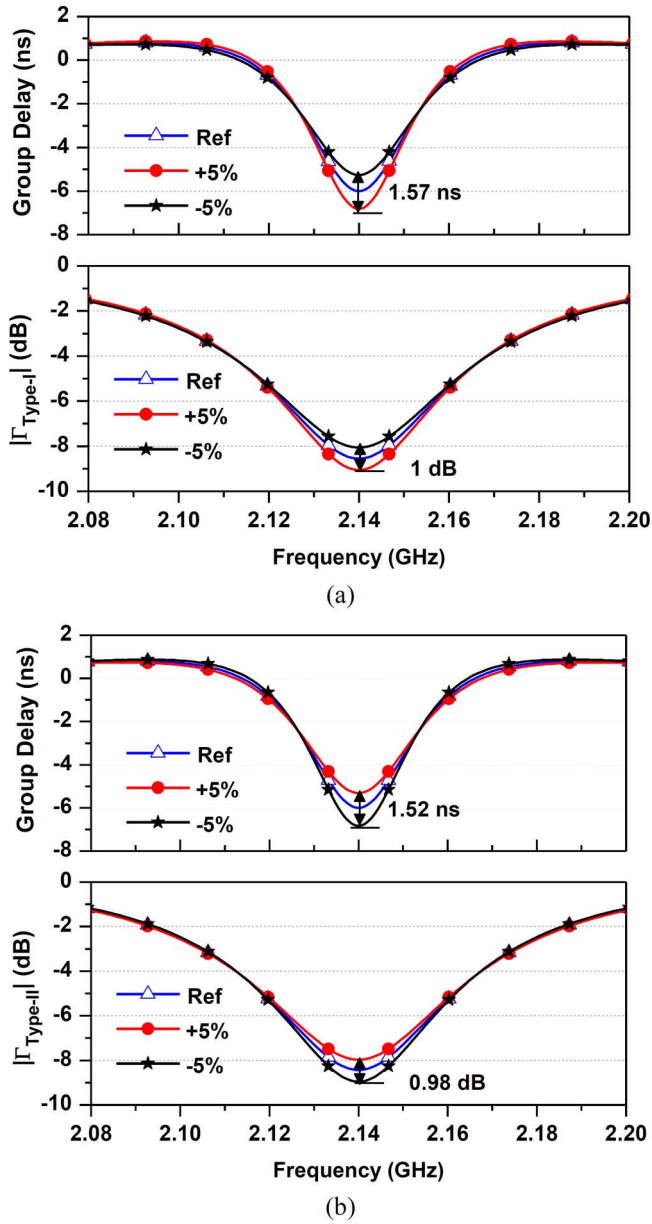 2
0
-2
-4
-6
-8
Group Delay (ns)
Ref
+5%
-5%
1.57 ns
0
-2
-4
-6
-8
-10
|Γ_Type-I| (dB)
Ref
+5%
-5%
1 dB
2.08 2.10 2.12 2.14 2.16 2.18 2.20
Frequency (GHz)
(a)
2
0
-2
-4
-6
-8
Group Delay (ns)
Ref
+5%
-5%
1.52 ns
0
-2
-4
-6
-8
-10
|Γ_Type-II| (dB)
Ref
+5%
-5%
0.98 dB
2.08 2.10 2.12 2.14 2.16 2.18 2.20
Frequency (GHz)
(b)